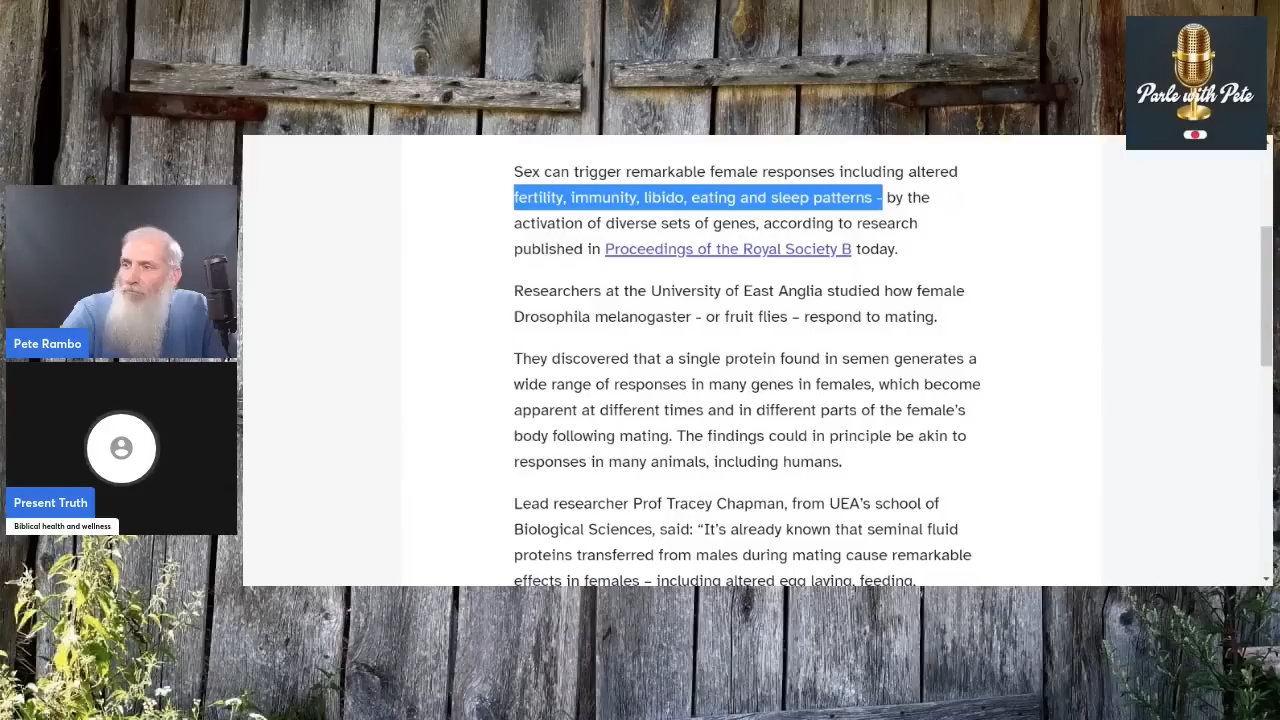 Parle with Pete
Sex can trigger remarkable female responses including altered
fertility, immunity, libido, eating and sleep patterns - by the
activation of diverse sets of genes, according to research
published in Proceedings of the Royal Society B today.
Researchers at the University of East Anglia studied how female
Drosophila melanogaster - or fruit flies – respond to mating.
They discovered that a single protein found in semen generates a
wide range of responses in many genes in females, which become
apparent at different times and in different parts of the female’s
body following mating. The findings could in principle be akin to
responses in many animals, including humans.
Lead researcher Prof Tracey Chapman, from UEA’s school of
Biological Sciences, said: “It’s already known that seminal fluid
proteins transferred from males during mating cause remarkable
effects in females – including altered egg laying, feeding,
Pete Rambo
Present Truth
Biblical health and wellness